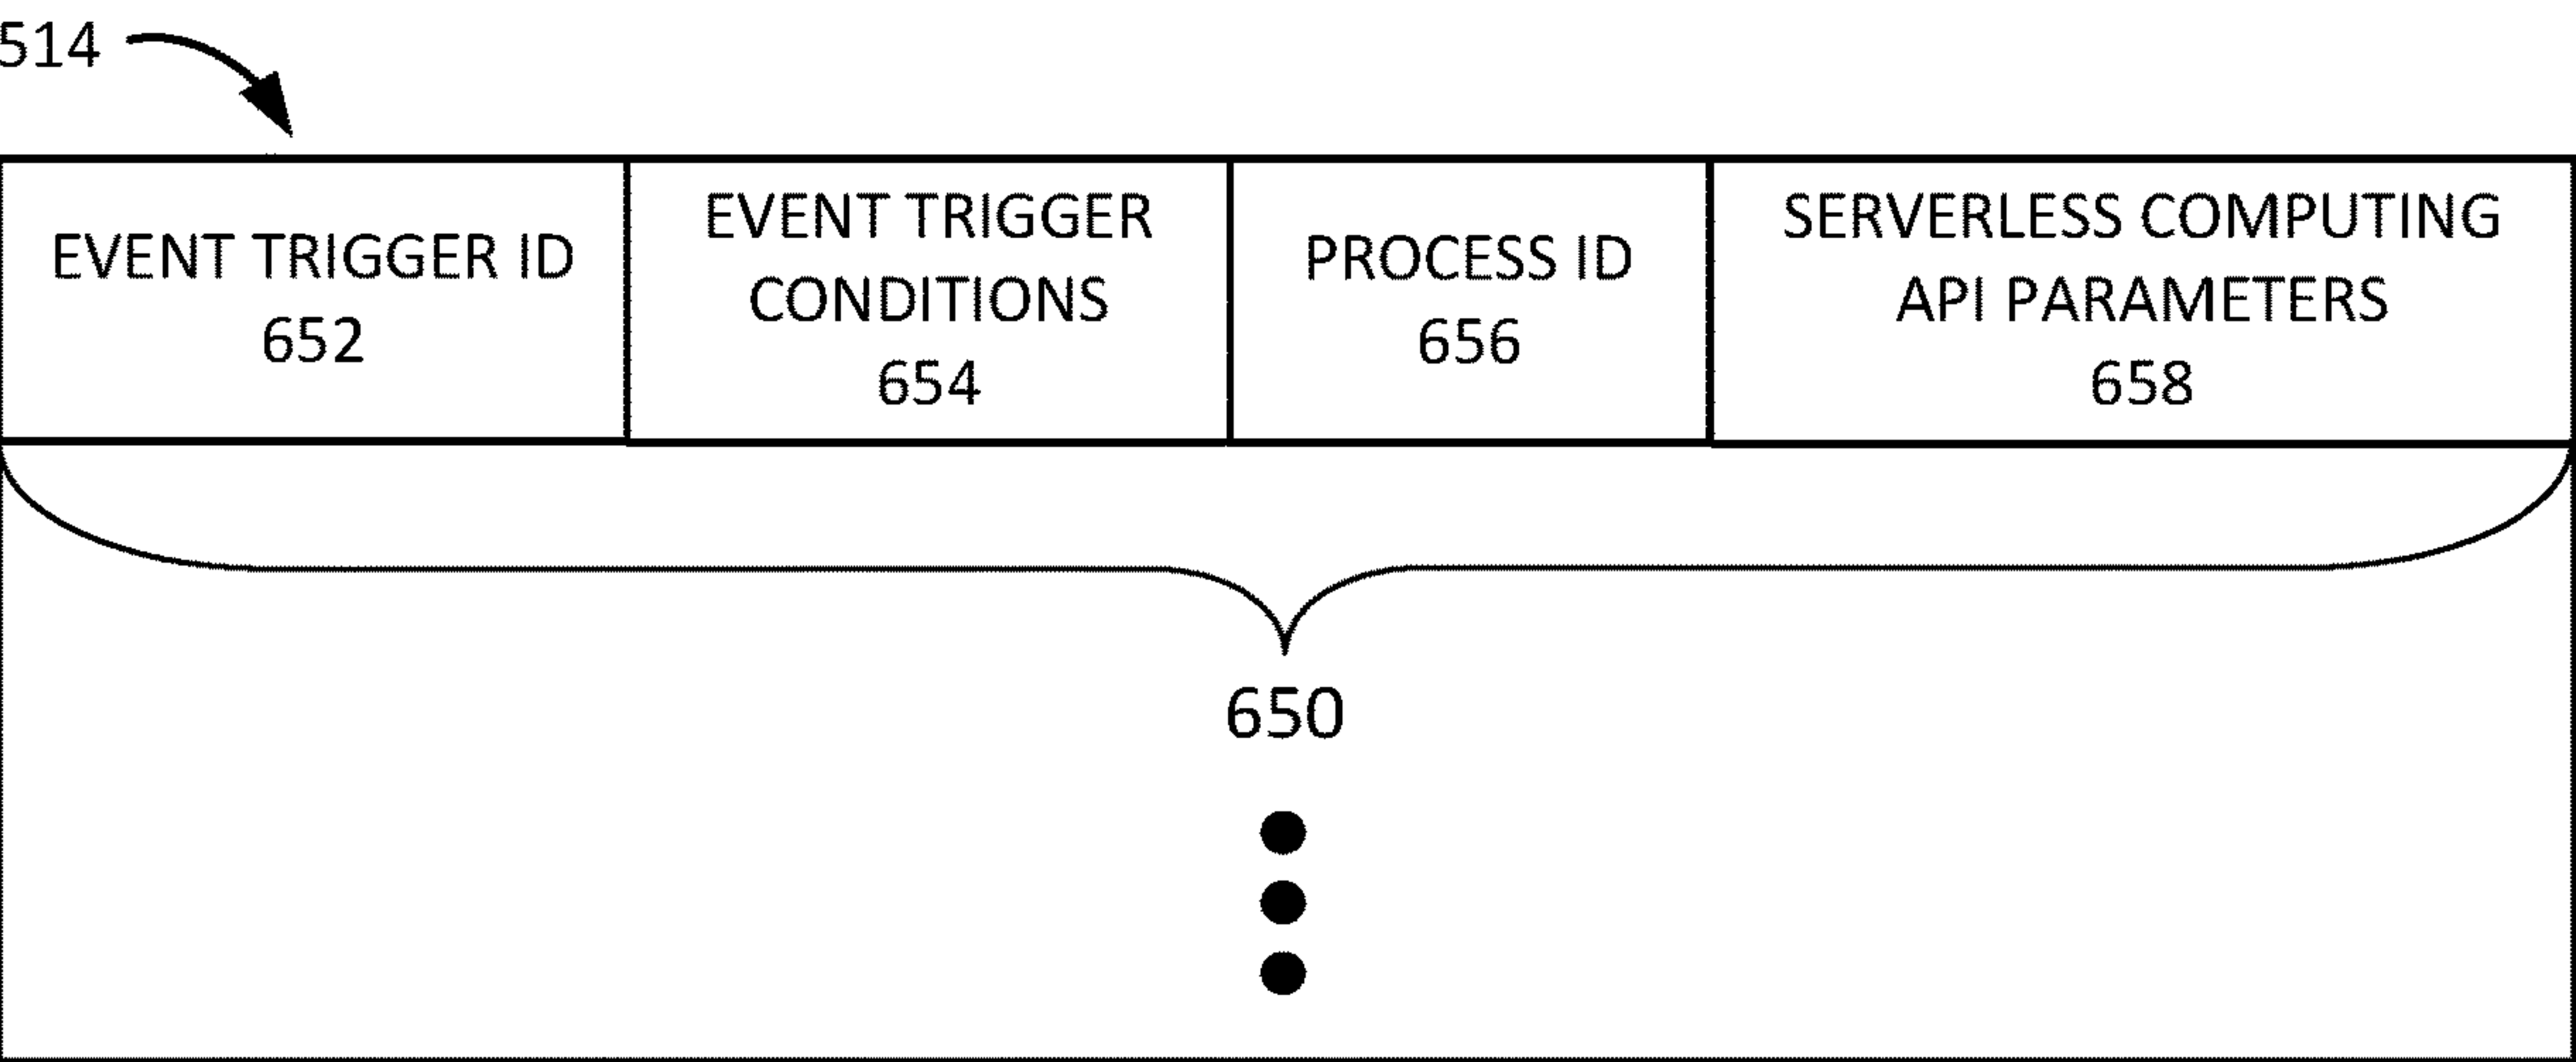 514
EVENT TRIGGER ID
652
EVENT TRIGGER
CONDITIONS
654
PROCESS ID
656
SERVERLESS COMPUTING
API PARAMETERS
658
650